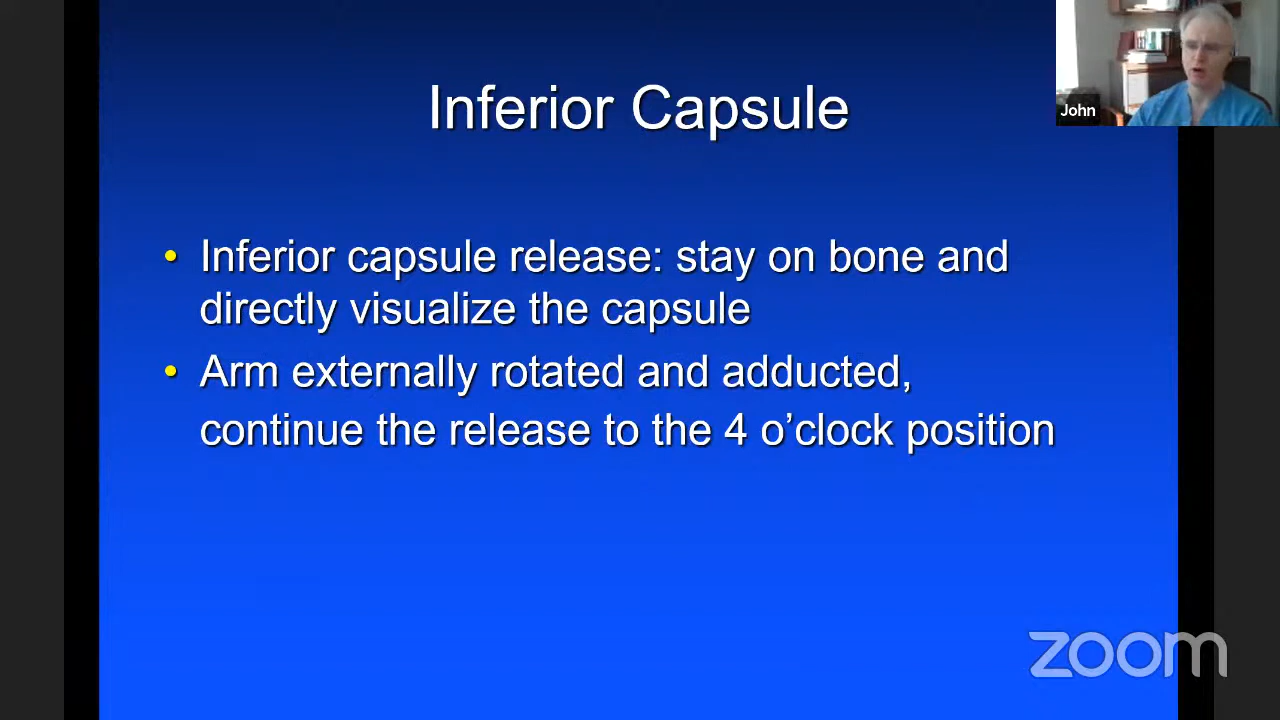 Inferior Capsule
John
• Inferior capsule release: stay on bone and
directly visualize the capsule
• Arm externally rotated and adducted,
continue the release to the 4 o’clock position
zoom